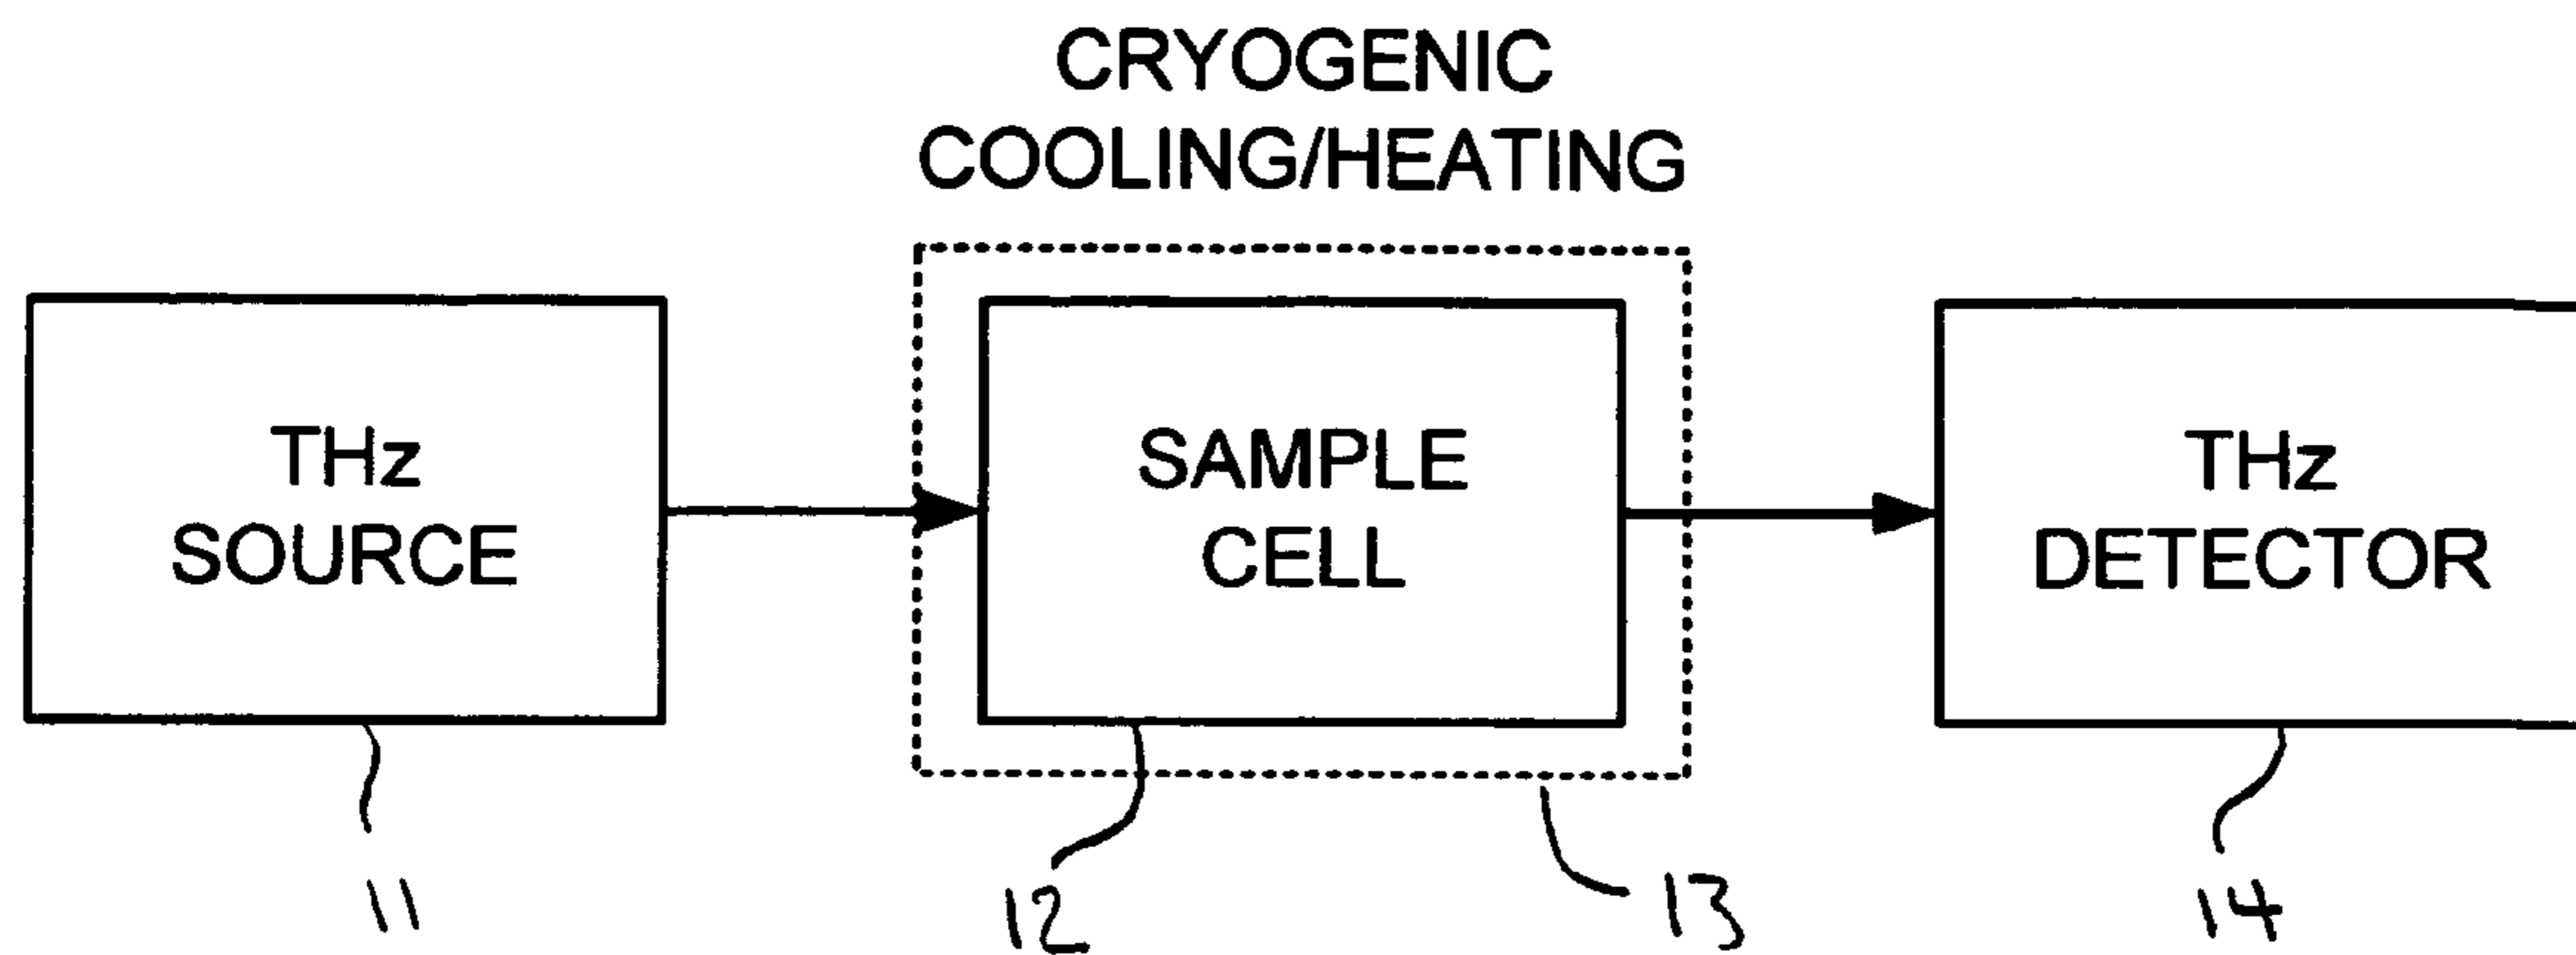 CRYOGENIC
COOLING/HEATING
THz
SOURCE
SAMPLE
CELL
THz
DETECTOR
11
12
13
14